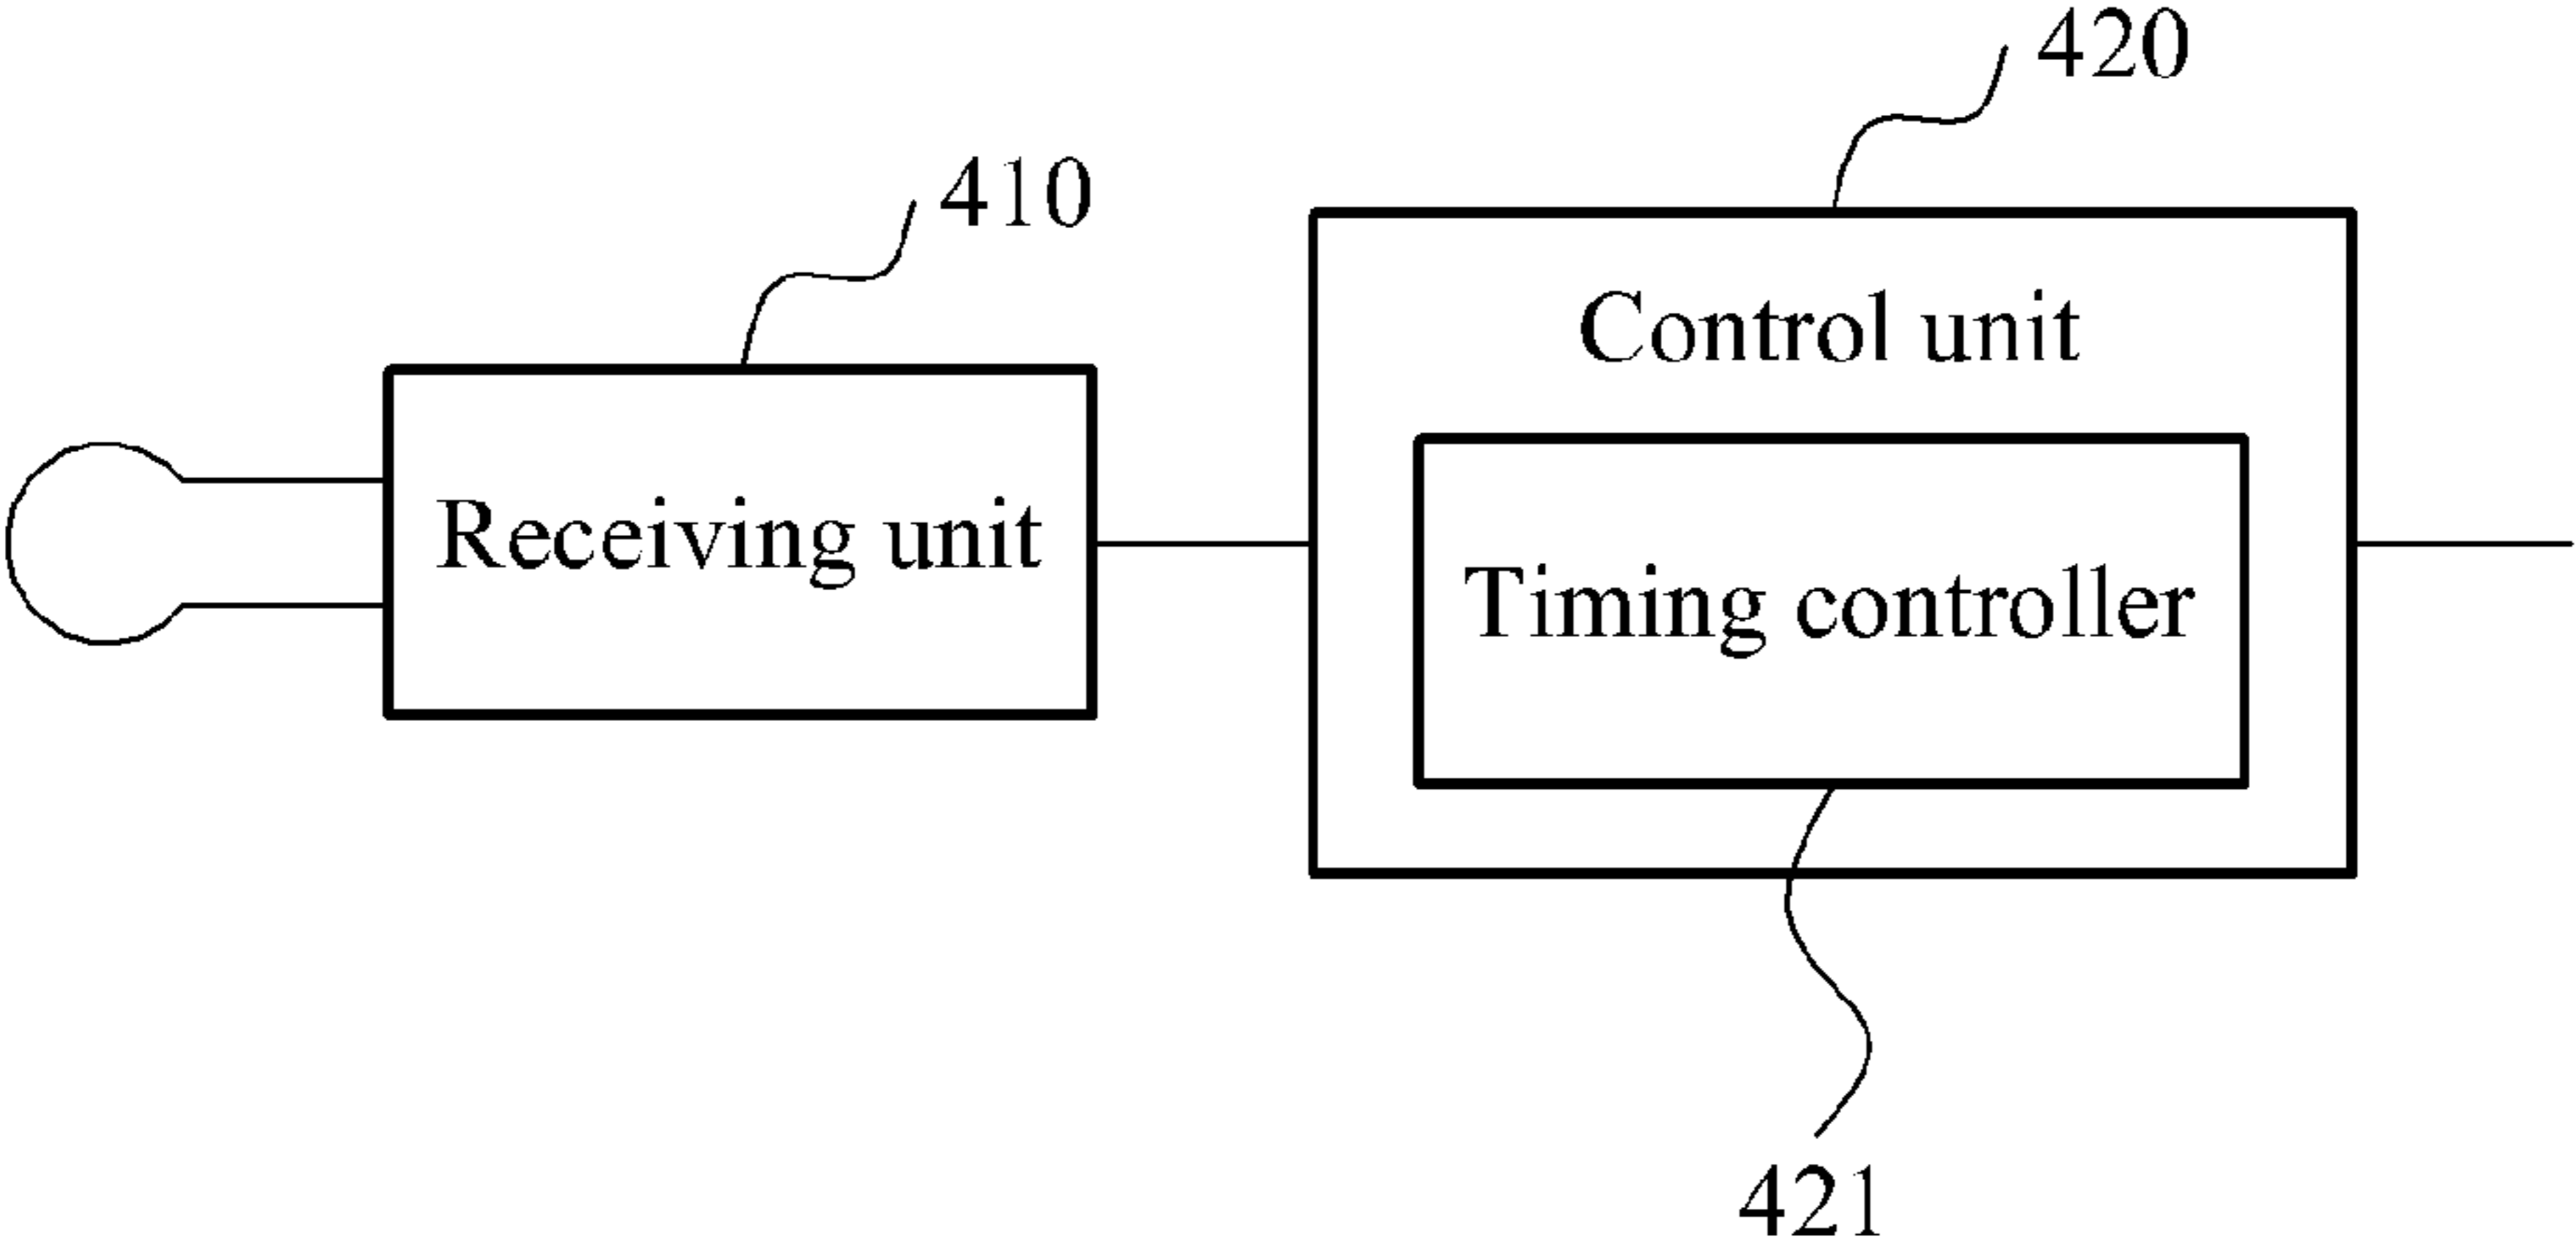 420
410
Control unit
Receiving unit
Timing controller
421